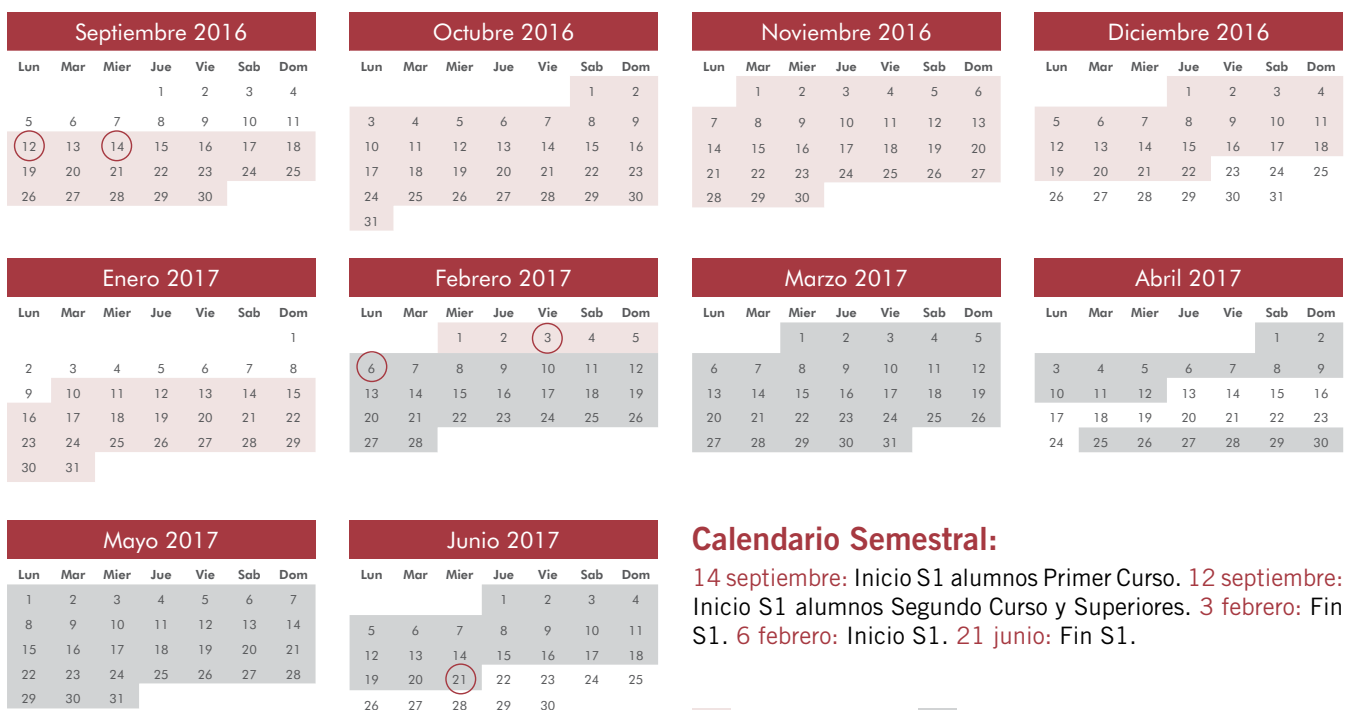 Septiembre 2016
Lun Mar Mier Jue Vie Sab Dom
1 2 3 4
5 6 7 8 9 10 11
12 13 14 15 16 17 18
19 20 21 22 23 24 25
26 27 28 29 30
Octubre 2016
Lun Mar Mier Jue Vie Sab Dom
1 2
3 4 5 6 7 8 9
10 11 12 13 14 15 16
17 18 19 20 21 22 23
24 25 26 27 28 29 30
31
Noviembre 2016
Lun Mar Mier Jue Vie Sab Dom
1 2 3 4 5 6
7 8 9 10 11 12 13
14 15 16 17 18 19 20
21 22 23 24 25 26 27
28 29 30
Diciembre 2016
Lun Mar Mier Jue Vie Sab Dom
1 2 3 4
5 6 7 8 9 10 11
12 13 14 15 16 17 18
19 20 21 22 23 24 25
26 27 28 29 30 31
Enero 2017
Lun Mar Mier Jue Vie Sab Dom
1
2 3 4 5 6 7 8
9 10 11 12 13 14 15
16 17 18 19 20 21 22
23 24 25 26 27 28 29
30 31
Febrero 2017
Lun Mar Mier Jue Vie Sab Dom
1 2 3 4 5
6 7 8 9 10 11 12
13 14 15 16 17 18 19
20 21 22 23 24 25 26
27 28
Marzo 2017
Lun Mar Mier Jue Vie Sab Dom
1 2 3 4 5
6 7 8 9 10 11 12
13 14 15 16 17 18 19
20 21 22 23 24 25 26
27 28 29 30 31
Abril 2017
Lun Mar Mier Jue Vie Sab Dom
1 2
3 4 5 6 7 8 9
10 11 12 13 14 15 16
17 18 19 20 21 22 23
24 25 26 27 28 29 30
Mayo 2017
Lun Mar Mier Jue Vie Sab Dom
1 2 3 4 5 6 7
8 9 10 11 12 13 14
15 16 17 18 19 20 21
22 23 24 25 26 27 28
29 30 31
Junio 2017
Lun Mar Mier Jue Vie Sab Dom
1 2 3 4
5 6 7 8 9 10 11
12 13 14 15 16 17 18
19 20 21 22 23 24 25
26 27 28 29 30
Calendario Semestral:
14 septiembre: Inicio S1 alumnos Primer Curso. 12 septiembre:
Inicio S1 alumnos Segundo Curso y Superiores. 3 febrero: Fin
S1. 6 febrero: Inicio S1. 21 junio: Fin S1.